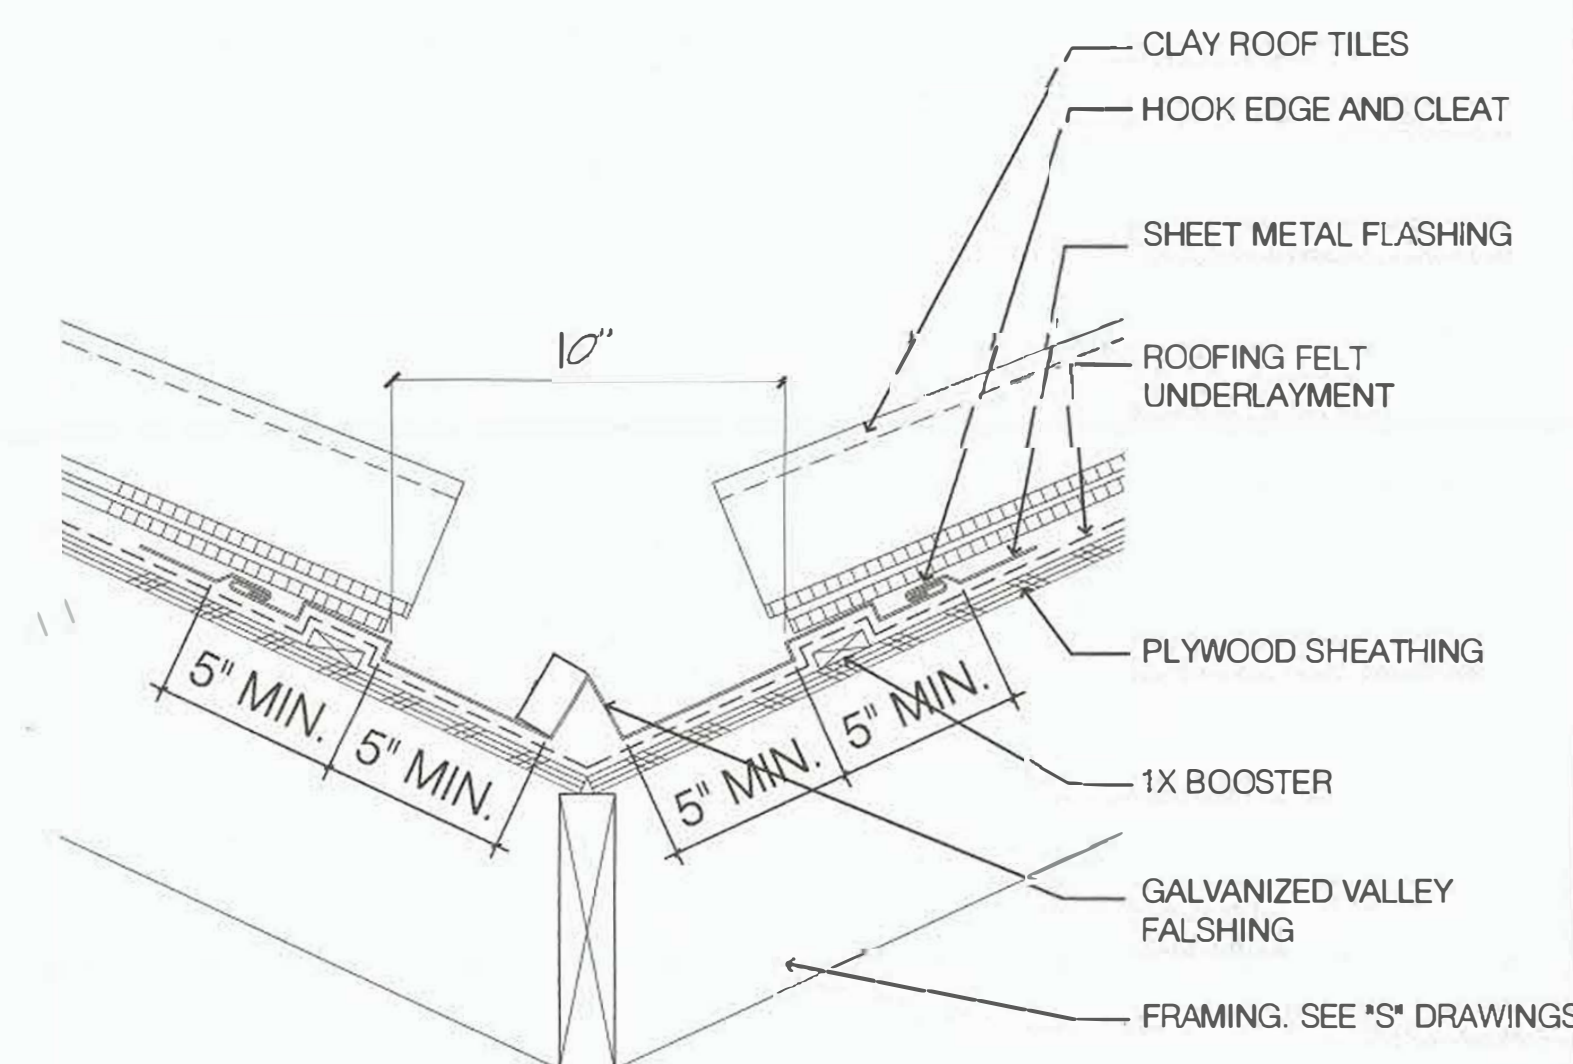 CLAY ROOF TILES
HOOK EDGE AND CLEAT
SHEET METAL FLASHING
10"
ROOFING FELT
UNDERLAYMENT
PLYWOOD SHEATHING
5" MIN.
5" MIN.
5" MIN.
5" MIN.
1X BOOSTER
GALVANIZED VALLEY
FALSHING
FRAMING. SEE "S" DRAWINGS